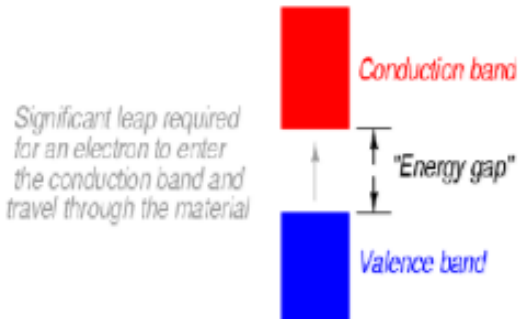 Conduction band
Significant leap required
for an electron to enter
the conduction band and
travel through the material
"Energy gap"
Valence band